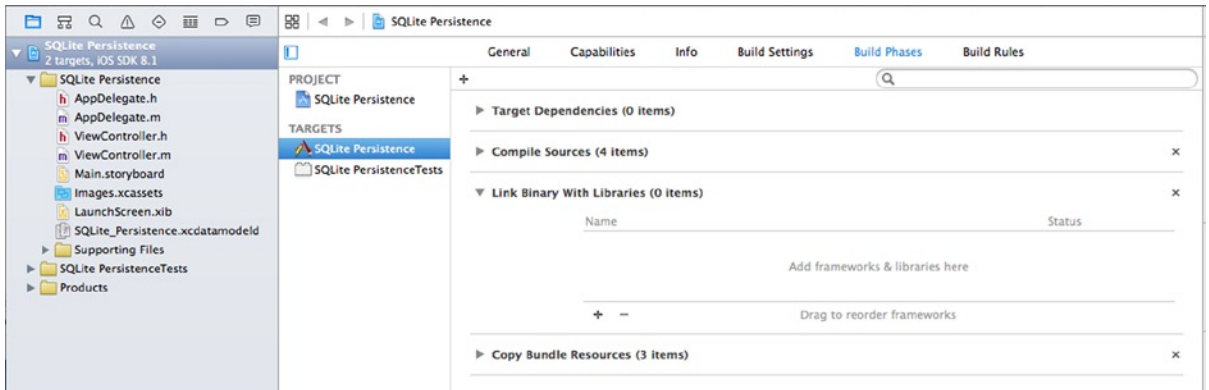 SQLite Persistence
SQLite Persistence
2 targets, iOS SDK 8.1
SQLite Persistence
h AppDelegate.h
m AppDelegate.m
h ViewController.h
m ViewController.m
Main.storyboard
Images.xcassets
LaunchScreen.xib
SQLite_Persistence.xcdatamodeld
Supporting Files
SQLite PersistenceTests
Products
General Capabilities Info Build Settings Build Phases Build Rules
PROJECT
SQLite Persistence
TARGETS
SQLite Persistence
SQLite PersistenceTests
Target Dependencies (0 items)
Compile Sources (4 items)
Link Binary With Libraries (0 items)
Name Status
Add frameworks & libraries here
Drag to reorder frameworks
Copy Bundle Resources (3 items)